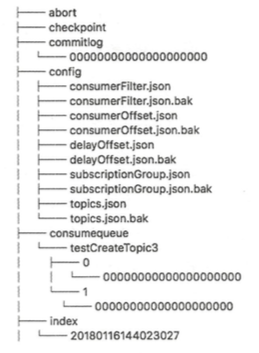 ├── abort
├── checkpoint
├── commitlog
│   └── 00000000000000000000
├── config
│   ├── consumerFilter.json
│   ├── consumerFilter.json.bak
│   ├── consumerOffset.json
│   ├── consumerOffset.json.bak
│   ├── delayOffset.json
│   ├── delayOffset.json.bak
│   ├── subscriptionGroup.json
│   ├── subscriptionGroup.json.bak
│   ├── topics.json
│   └── topics.json.bak
├── consumequeue
│   └── testCreateTopic3
│       ├── 0
│       │   └── 00000000000000000000
│       └── 1
│           └── 00000000000000000000
├── index
│   └── 20180116144023027